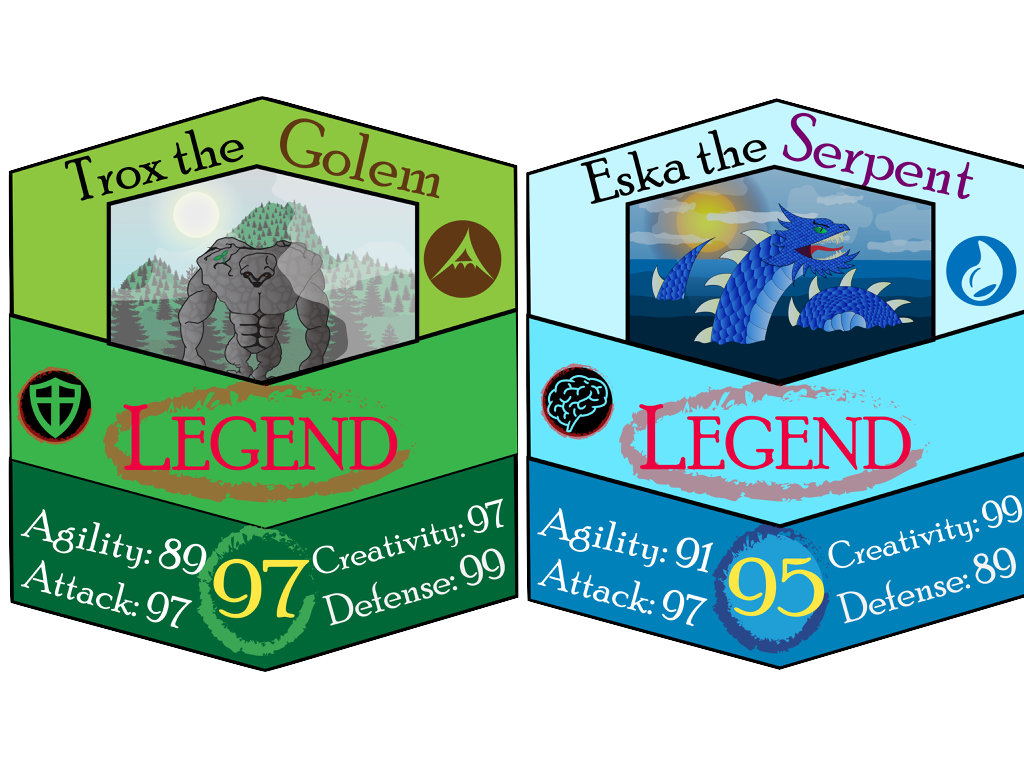 Trox the Golem
LEGEND
Agility: 89
Attack: 97
97
Creativity: 97
Defense: 99
Eska the Serpent
LEGEND
Agility: 91
Attack: 97
95
Creativity: 99
Defense: 89